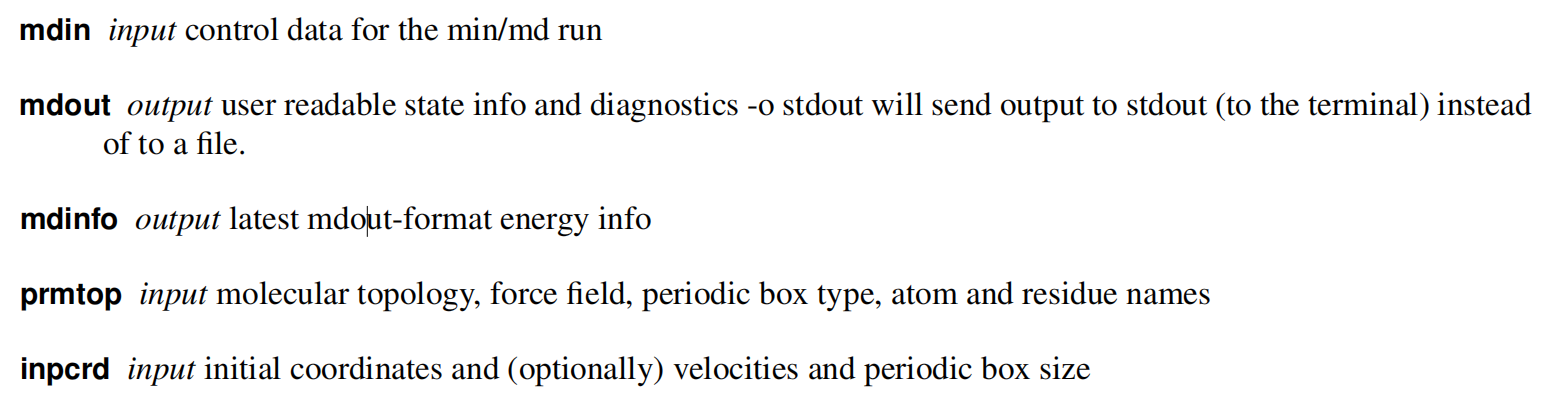 mdin input control data for the min/md run
mdout output user readable state info and diagnostics -o stdout will send output to stdout (to the terminal) instead
of to a file.
mdinfo output latest mdout-format energy info
prmtop input molecular topology, force field, periodic box type, atom and residue names
inpcrd input initial coordinates and (optionally) velocities and periodic box size